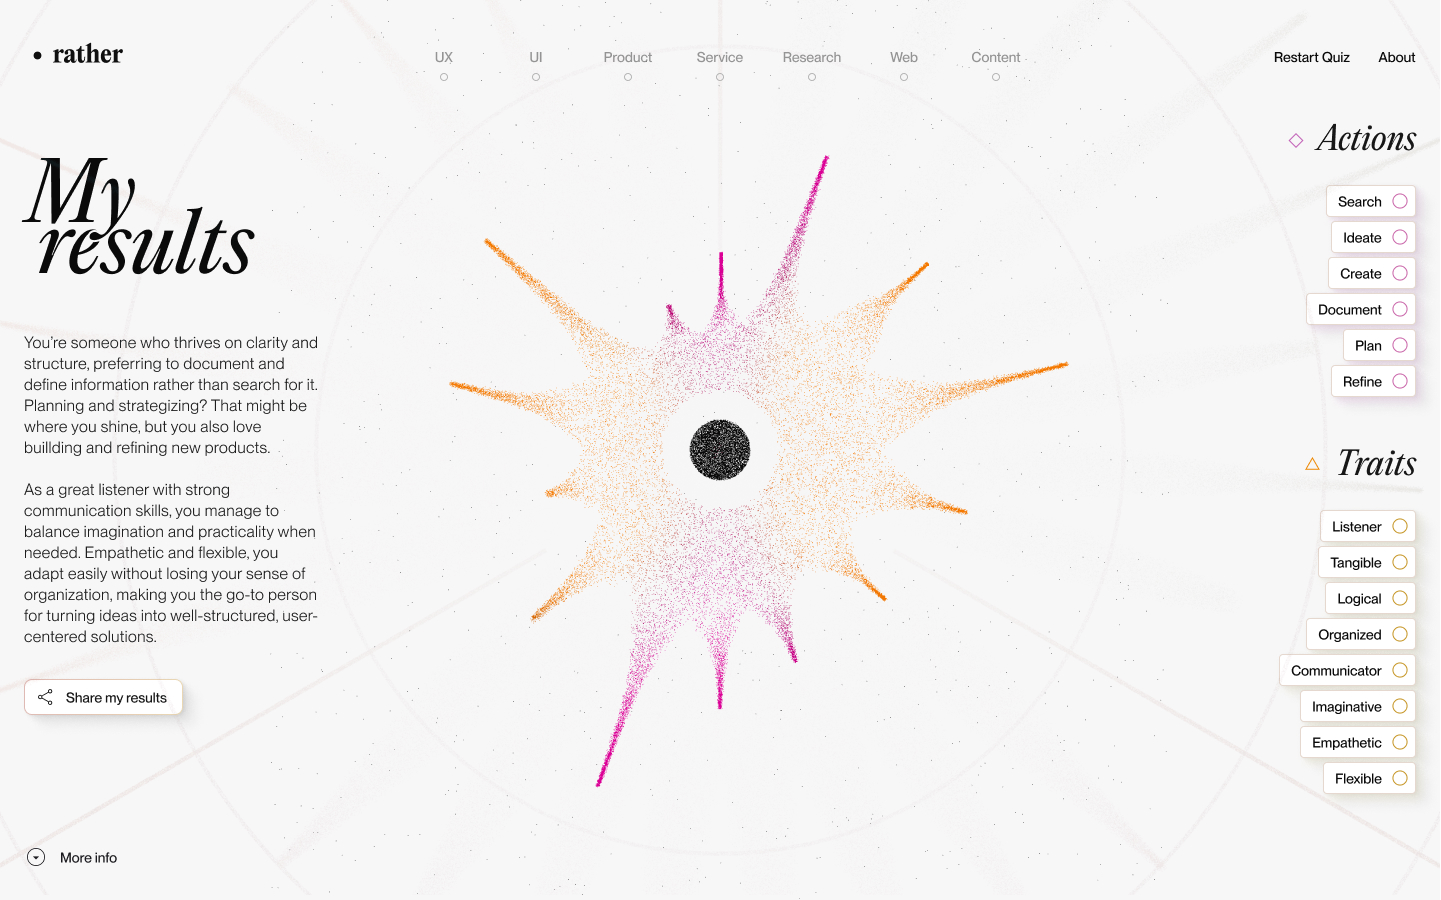 rather
UX
UI
Product
Service
Research
Web
Content
Restart Quiz
About
My
results
You’re someone who thrives on clarity and
structure, preferring to document and
define information rather than search for it.
Planning and strategizing? That might be
where you shine, but you also love
buillding and refining new products.
As a great listener with strong
communication skills, you manage to
balance imagination and practicality when
needed. Empathetic and flexible, you
adapt easily without losing your sense of
organization, making you the go-to person
for turning ideas into well-structured, user-
centered solutions.
Share my results
More info
Actions
Search
Ideate
Create
Document
Plan
Refine
Traits
Listener
Tangible
Logical
Organized
Communicator
Imaginative
Empathetic
Flexible